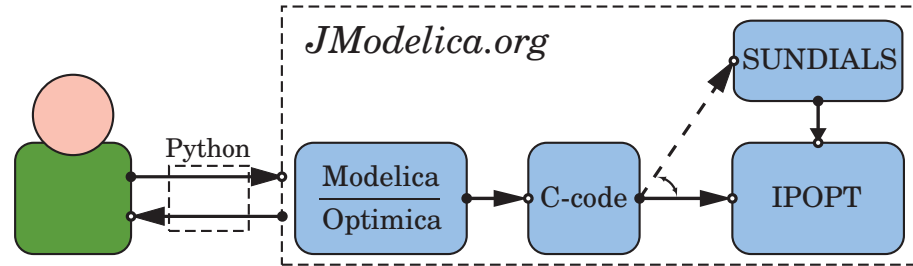 JModelica.org
SUNDIALS
Python
Modelica
Optimica
C-code
IPOPT